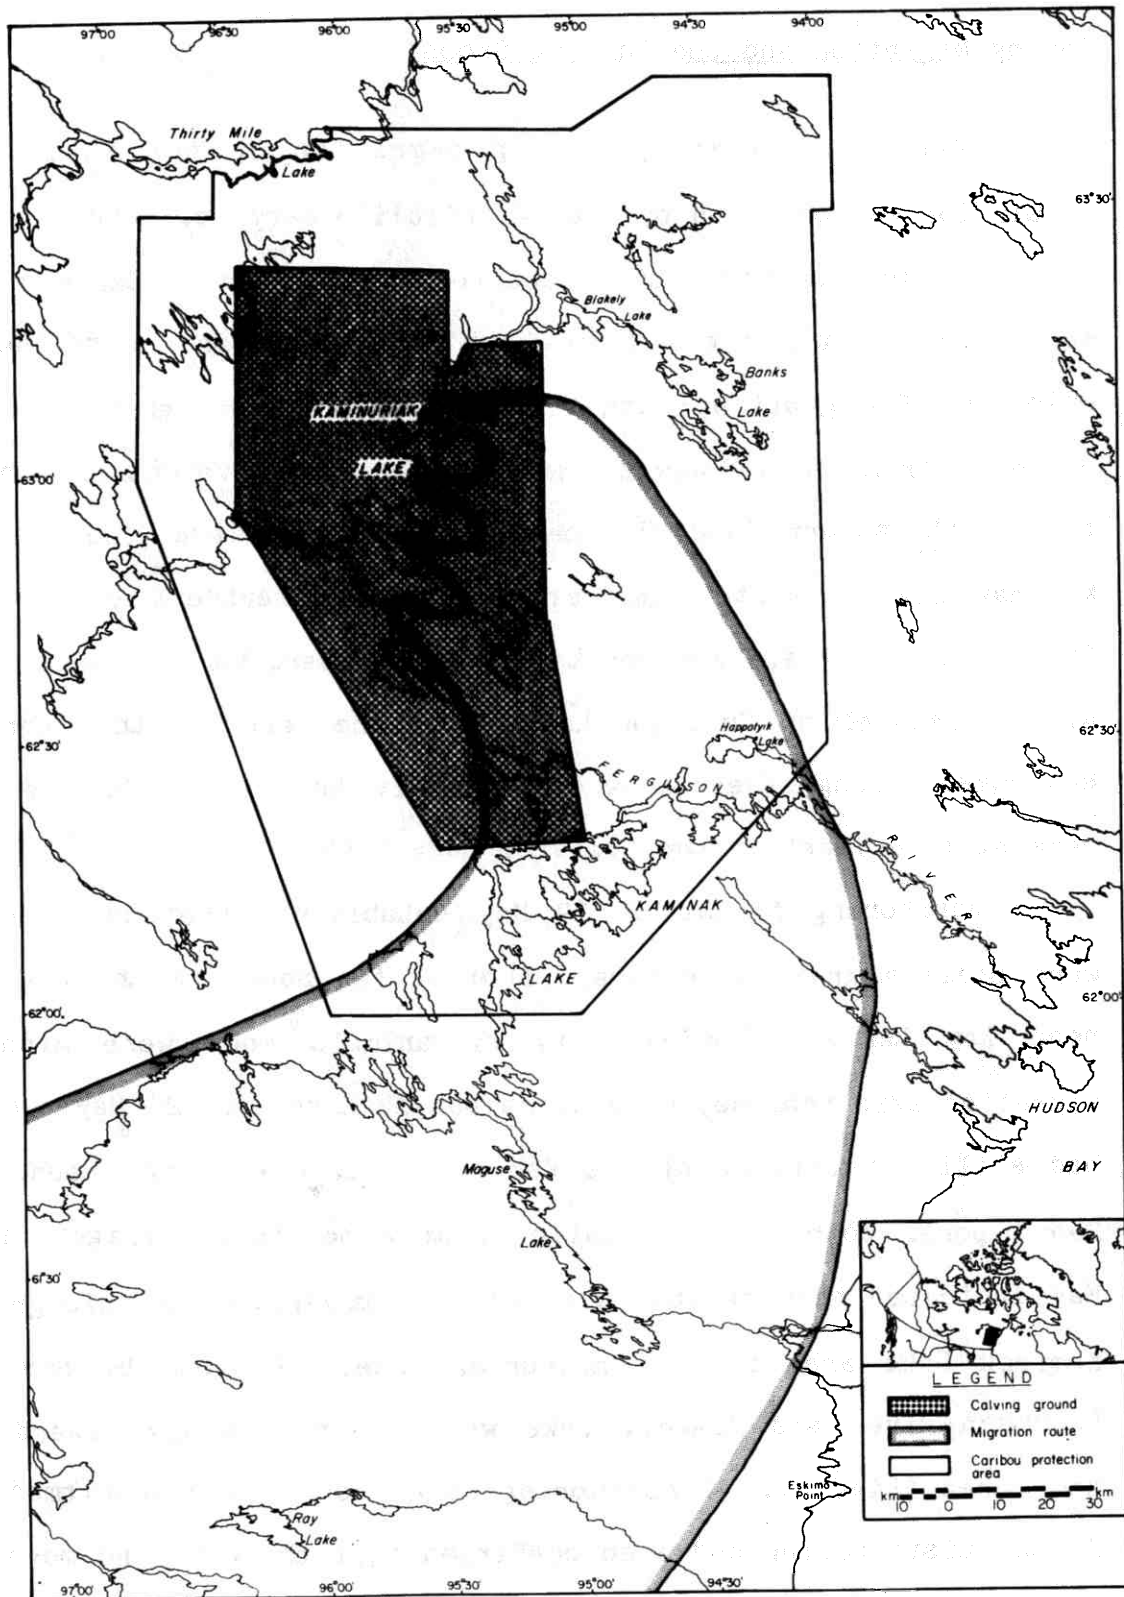 97°00'
96°30'
96°00'
95°30'
95°00'
94°30'
94°00'
Thirty Mile
Lake
63°30'
Blakely
Lake
Banks
Lake
KAMINURIAK
LAKE
63°00'
Happotyik
Lake
62°30'
62°30'
FERGUSON
RIVER
KAMINAK
LAKE
62°00'
62°00'
HUDSON
BAY
Maguse
Lake
61°30'
LEGEND
Calving ground
Migration route
Caribou protection
area
km
km
10 0 10 20 30
Eskimo
Point
Ray
Lake
97°00'
96°00'
95°30'
95°00'
94°30'